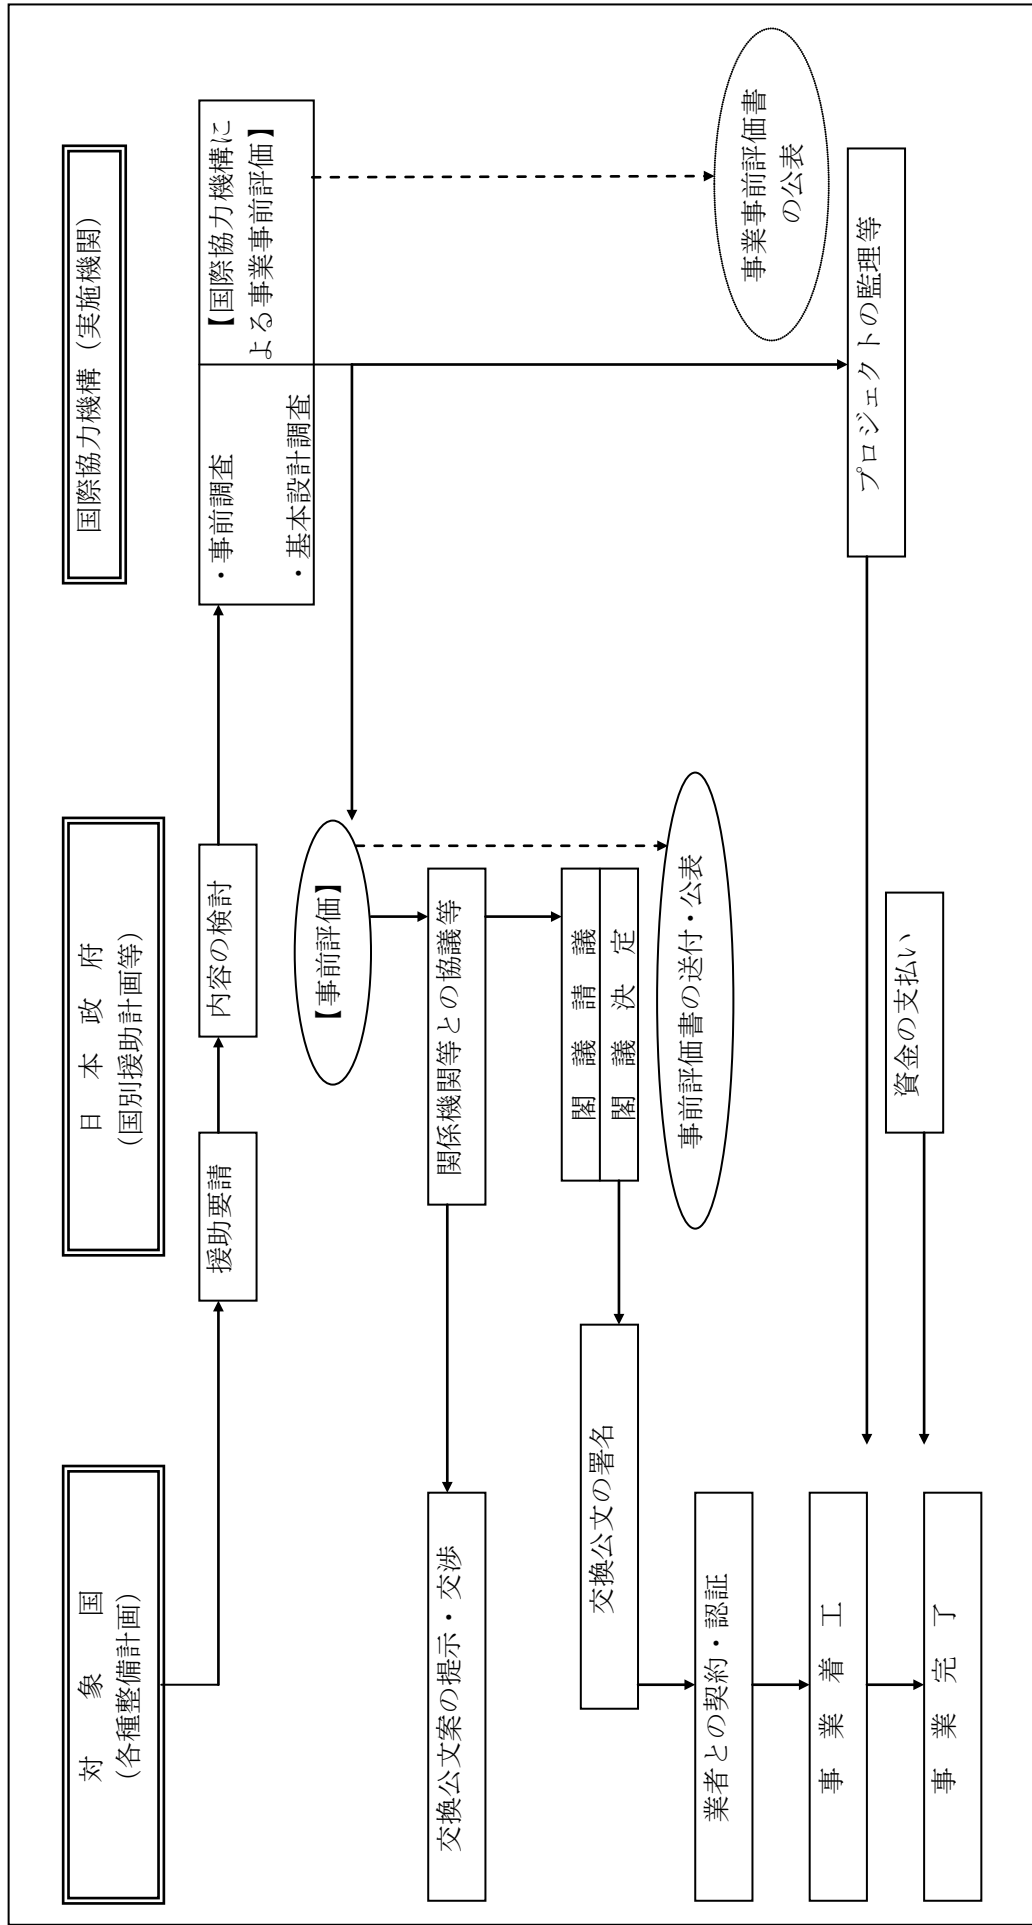 対象国
(各種整備計画)
日本政府
(国別援助計画等)
国際協力機構(実施機関)
援助要請
内容の検討
・事前調査
・基本設計調査
【国際協力機構に
よる事業事前評価】
【事前評価】
交換公文案の提示・交渉
関係機関等との協議等
閣議請議
閣議決定
交換公文の署名
事前評価書の送付・公表
事業事前評価書
の公表
業者との契約・認証
事業着工
プロジェクトの監理等
資金の支払い
事業完了